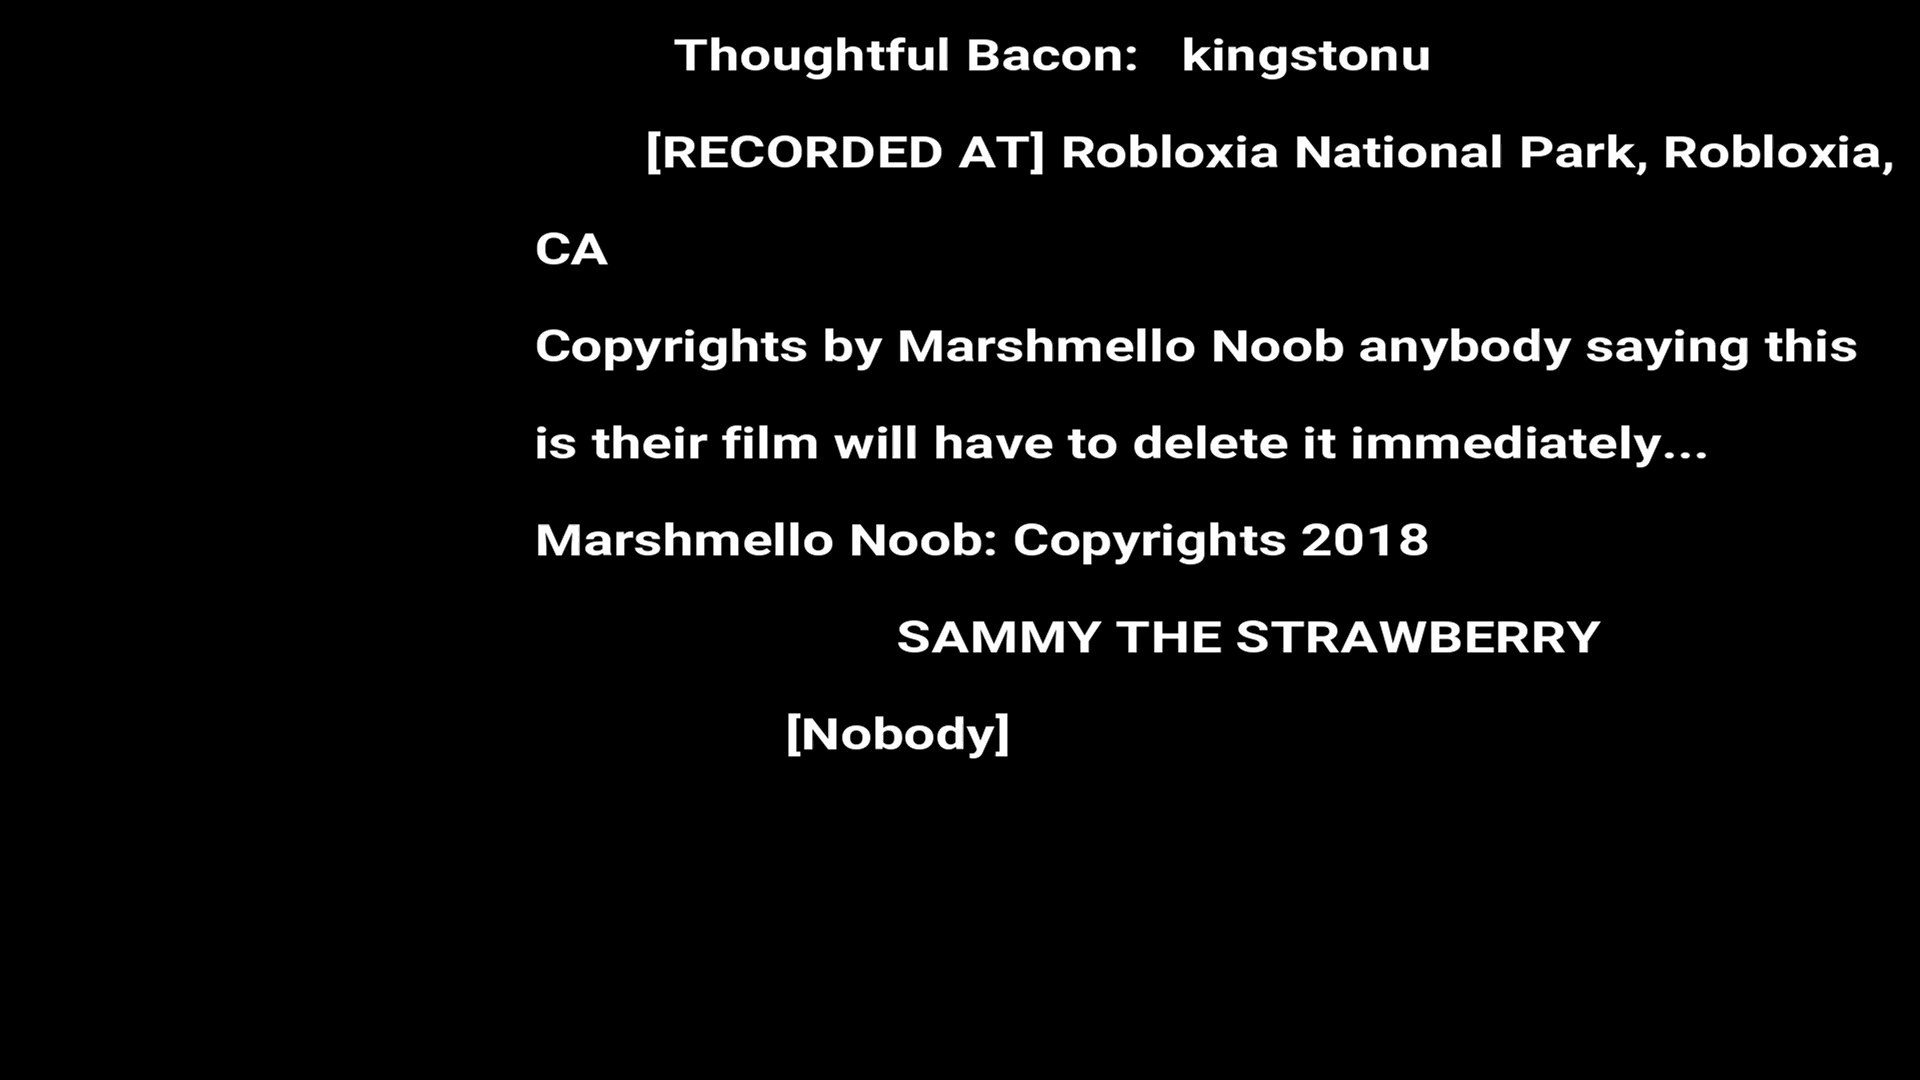 Thoughtful Bacon: kingstonu
[RECORDED AT] Robloxia National Park, Robloxia,
CA
Copyrights by Marshmello Noob anybody saying this
is their film will have to delete it immediately...
Marshmello Noob: Copyrights 2018
SAMMY THE STRAWBERRY
[Nobody]